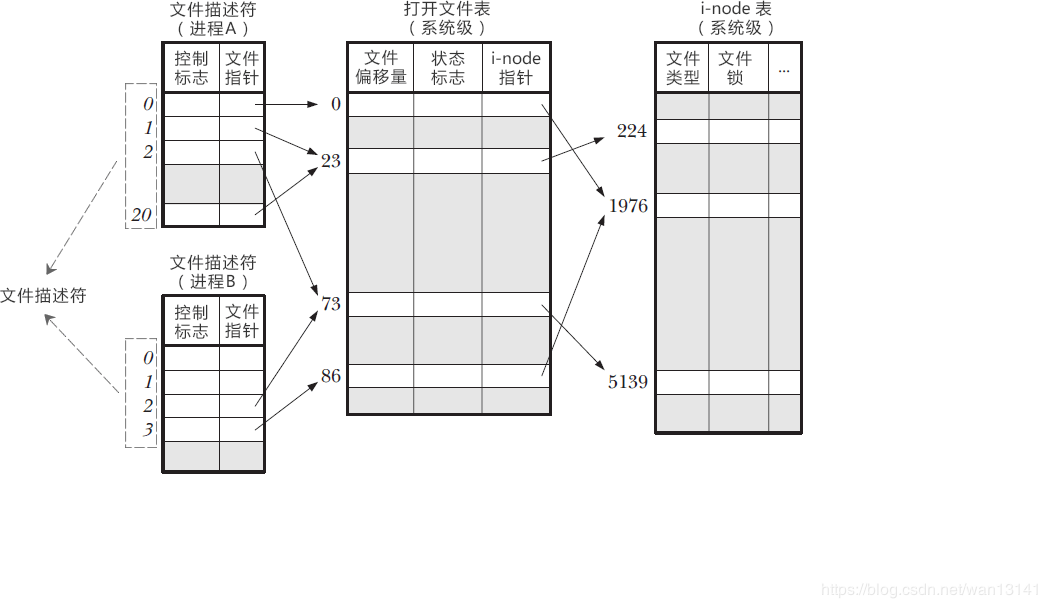 文件描述符
（进程A）
打开文件表
（系统级）
i-node 表
（系统级）
控制
标志
文件
指针
文件
偏移量
状态
标志
i-node
指针
文件
类型
文件
锁
...
0
1
2
20
0
23
73
86
224
1976
5139
文件描述符
文件描述符
（进程B）
控制
标志
文件
指针
0
1
2
3
https://blog.csdn.net/wan13141